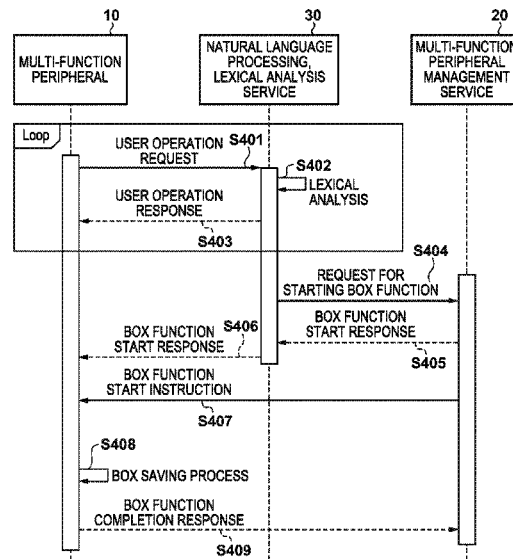 10
30
20
MULTI-FUNCTION
PERIPHERAL
NATURAL LANGUAGE
PROCESSING,
LEXICAL ANALYSIS
SERVICE
MULTI-FUNCTION
PERIPHERAL
MANAGEMENT
SERVICE
Loop
USER OPERATION
REQUEST
S401
S402
LEXICAL
ANALYSIS
USER OPERATION
RESPONSE
S403
S404
REQUEST FOR
STARTING BOX FUNCTION
BOX FUNCTION
START RESPONSE
S405
S406
BOX FUNCTION
START RESPONSE
BOX FUNCTION
START INSTRUCTION
S407
S408
BOX SAVING PROCESS
BOX FUNCTION
COMPLETION RESPONSE
S409